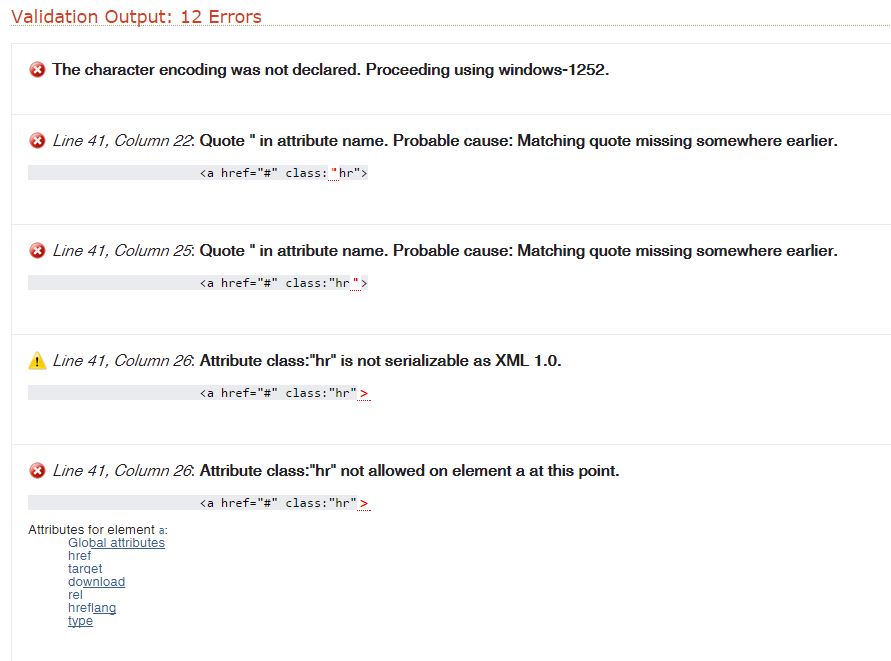 Validation Output: 12 Errors
The character encoding was not declared. Proceeding using windows-1252.
Line 41, Column 22: Quote " in attribute name. Probable cause: Matching quote missing somewhere earlier.
<a href="#" class:"hr">
Line 41, Column 25: Quote " in attribute name. Probable cause: Matching quote missing somewhere earlier.
<a href="#" class:"hr">
Line 41, Column 26: Attribute class:"hr" is not serializable as XML 1.0.
<a href="#" class:"hr">
Line 41, Column 26: Attribute class:"hr" not allowed on element a at this point.
<a href="#" class:"hr">
Attributes for element a:
Global attributes
href
target
download
rel
hreflang
type